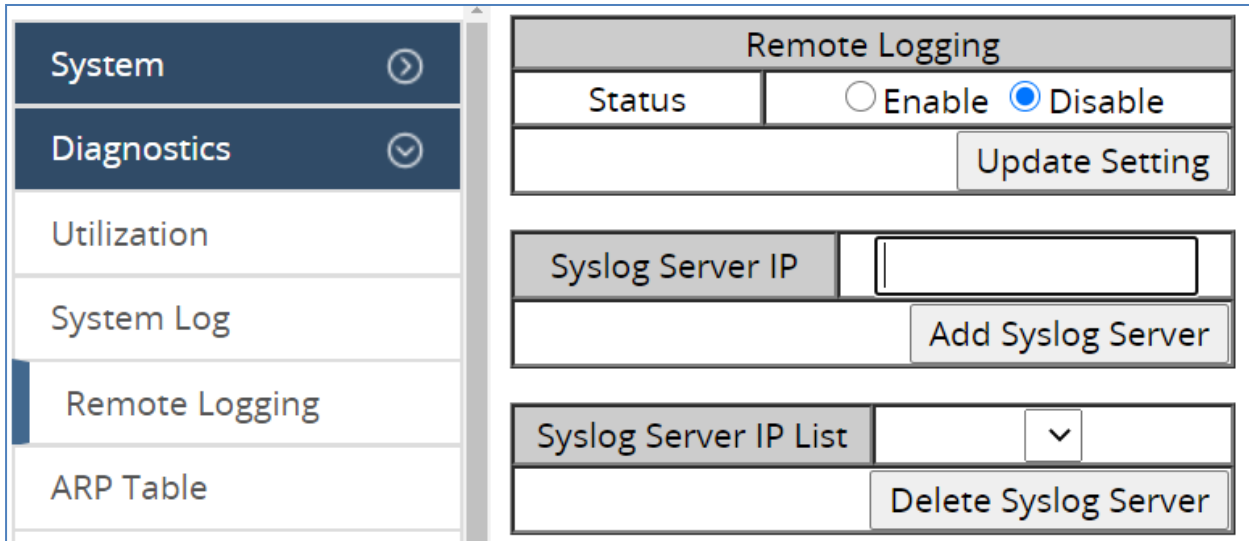 System
Diagnostics
Utilization
System Log
Remote Logging
ARP Table
Remote Logging
Status Enable Disable
Update Setting
Syslog Server IP
Add Syslog Server
Syslog Server IP List
Delete Syslog Server